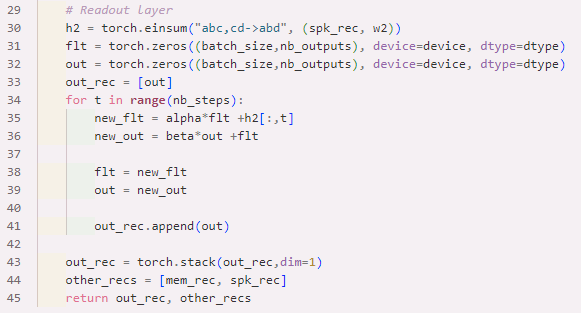 29 # Readout layer
30 h2 = torch.einsum("abc,cd->abd", (spk_rec, w2))
31 flt = torch.zeros((batch_size,nb_outputs), device=device, dtype=dtype)
32 out = torch.zeros((batch_size,nb_outputs), device=device, dtype=dtype)
33 out_rec = [out]
34 for t in range(nb_steps):
35 new_flt = alpha*flt +h2[:,t]
36 new_out = beta*out +flt
37
38 flt = new_flt
39 out = new_out
40
41 out_rec.append(out)
42
43 out_rec = torch.stack(out_rec,dim=1)
44 other_recs = [mem_rec, spk_rec]
45 return out_rec, other_recs